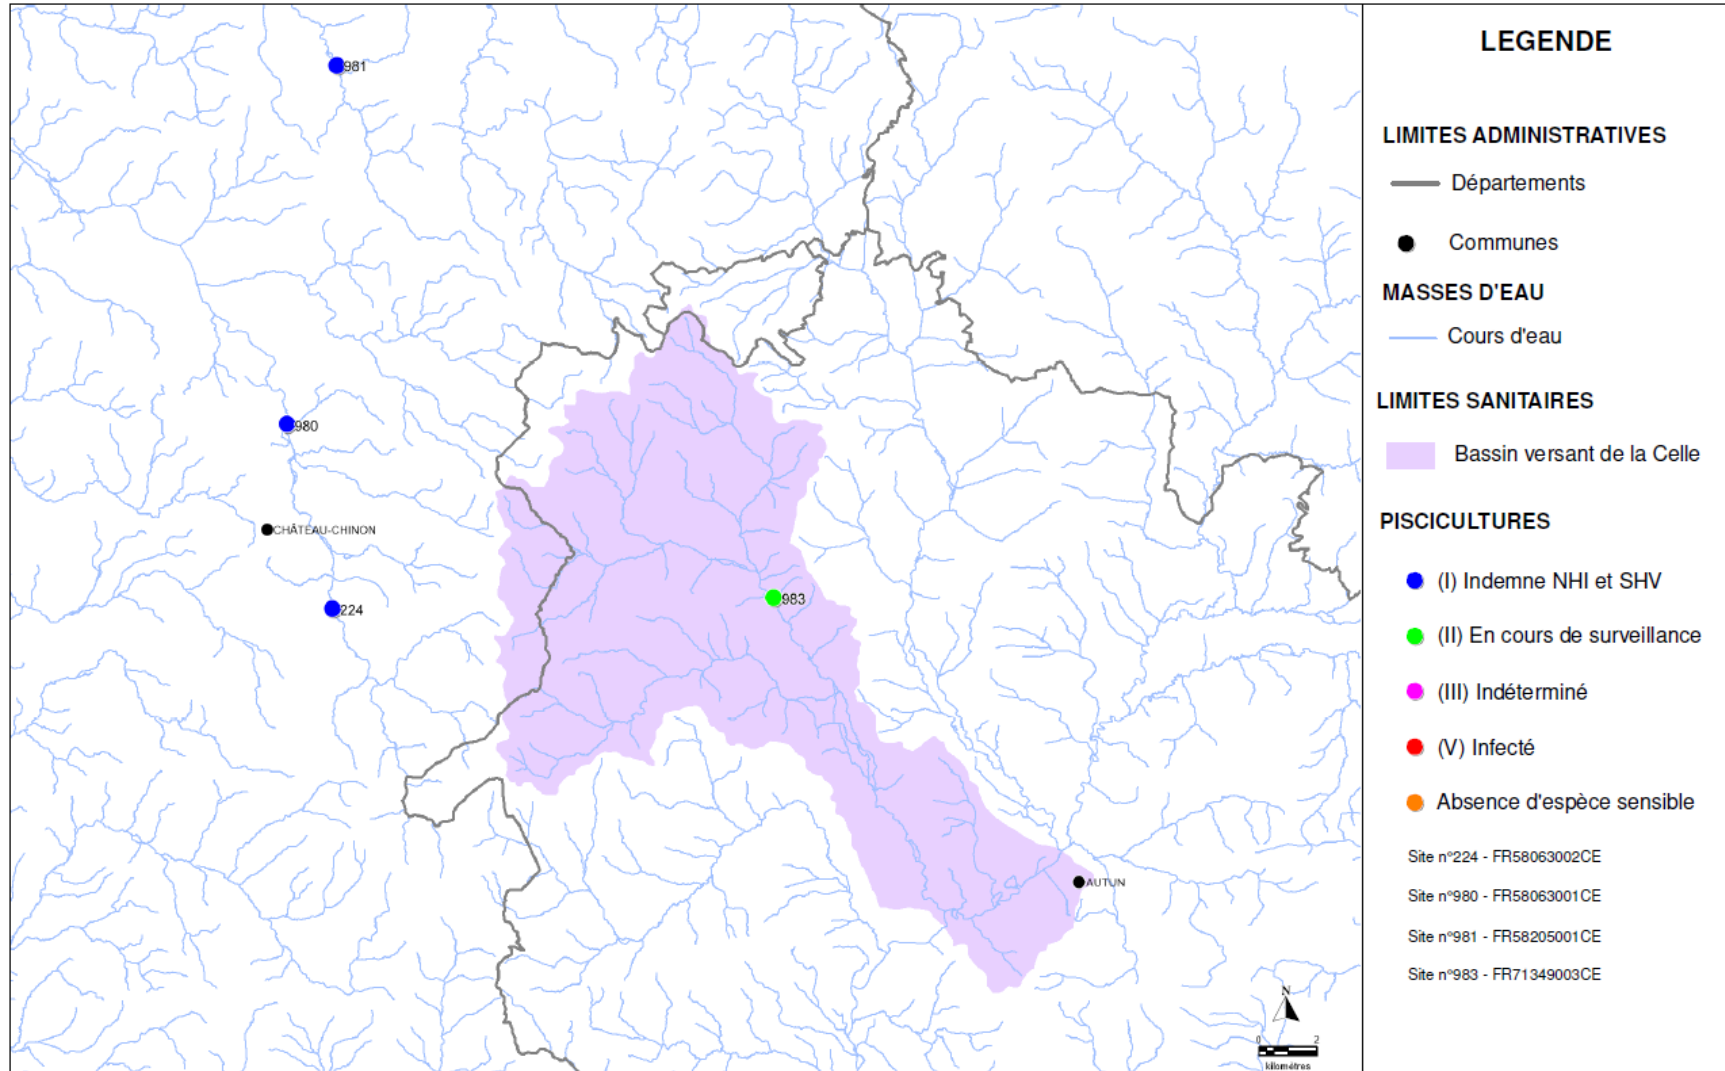 981
980
CHÂTEAU-CHINON
224
983
AUTUN
N
0 2
kilomètres
LEGENDE
LIMITES ADMINISTRATIVES
Départements
Communes
MASSES D'EAU
Cours d'eau
LIMITES SANITAIRES
Bassin versant de la Celle
PISCICULTURES
(I) Indemne NHI et SHV
(II) En cours de surveillance
(III) Indéterminé
(V) Infecté
Absence d'espèce sensible
Site n°224 - FR58063002CE
Site n°980 - FR58063001CE
Site n°981 - FR58205001CE
Site n°983 - FR71349003CE